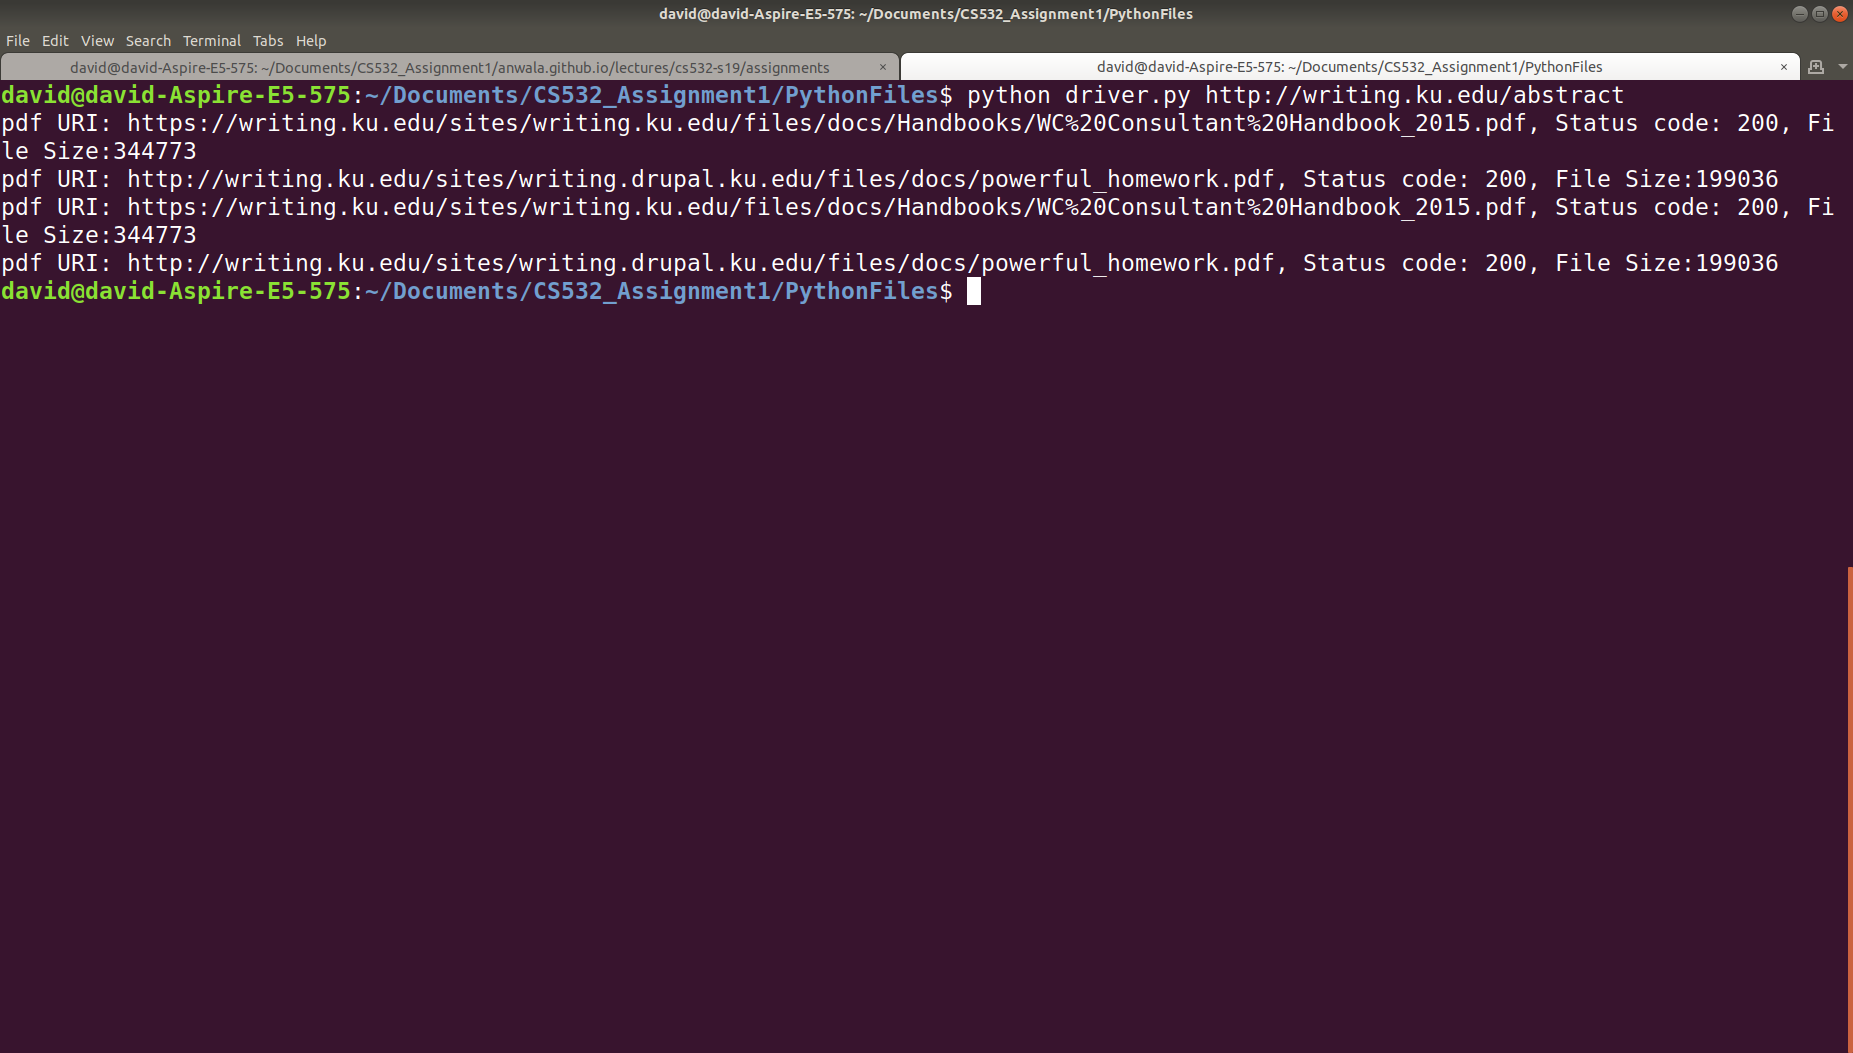 david@david-Aspire-E5-575: ~/Documents/CS532_Assignment1/PythonFiles
File Edit View Search Terminal Tabs Help
david@david-Aspire-E5-575: ~/Documents/CS532_Assignment1/anwala.github.io/lectures/cs532-s19/assignments × david@david-Aspire-E5-575: ~/Documents/CS532_Assignment1/PythonFiles ×
david@david-Aspire-E5-575:~/Documents/CS532_Assignment1/PythonFiles$ python driver.py http://writing.ku.edu/abstract
pdf URI: https://writing.ku.edu/sites/writing.ku.edu/files/docs/Handbooks/WC%20Consultant%20Handbook_2015.pdf, Status code: 200, Fi
le Size:344773
pdf URI: http://writing.ku.edu/sites/writing.drupal.ku.edu/files/docs/powerful_homework.pdf, Status code: 200, File Size:199036
pdf URI: https://writing.ku.edu/sites/writing.ku.edu/files/docs/Handbooks/WC%20Consultant%20Handbook_2015.pdf, Status code: 200, Fi
le Size:344773
pdf URI: http://writing.ku.edu/sites/writing.drupal.ku.edu/files/docs/powerful_homework.pdf, Status code: 200, File Size:199036
david@david-Aspire-E5-575:~/Documents/CS532_Assignment1/PythonFiles$